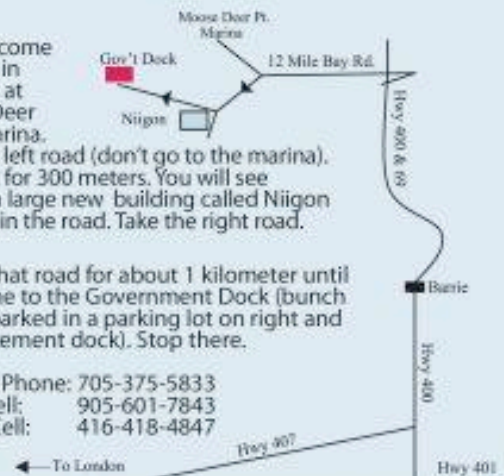 Moose Deer Pt.
Marina
Gov't Dock
12 Mile Bay Rd.
Niigon
Hwy 400 & 69
come
in
at
Deer
arina.
left road (don't go to the marina).
for 300 meters. You will see
large new building called Niigon
in the road. Take the right road.
hat road for about 1 kilometer until
e to the Government Dock (bunch
arked in a parking lot on right and
ement dock). Stop there.
Phone: 705-375-5833
ell: 905-601-7843
Cell: 416-418-4847
Barrie
Hwy 400
Hwy 407
To London
Hwy 401